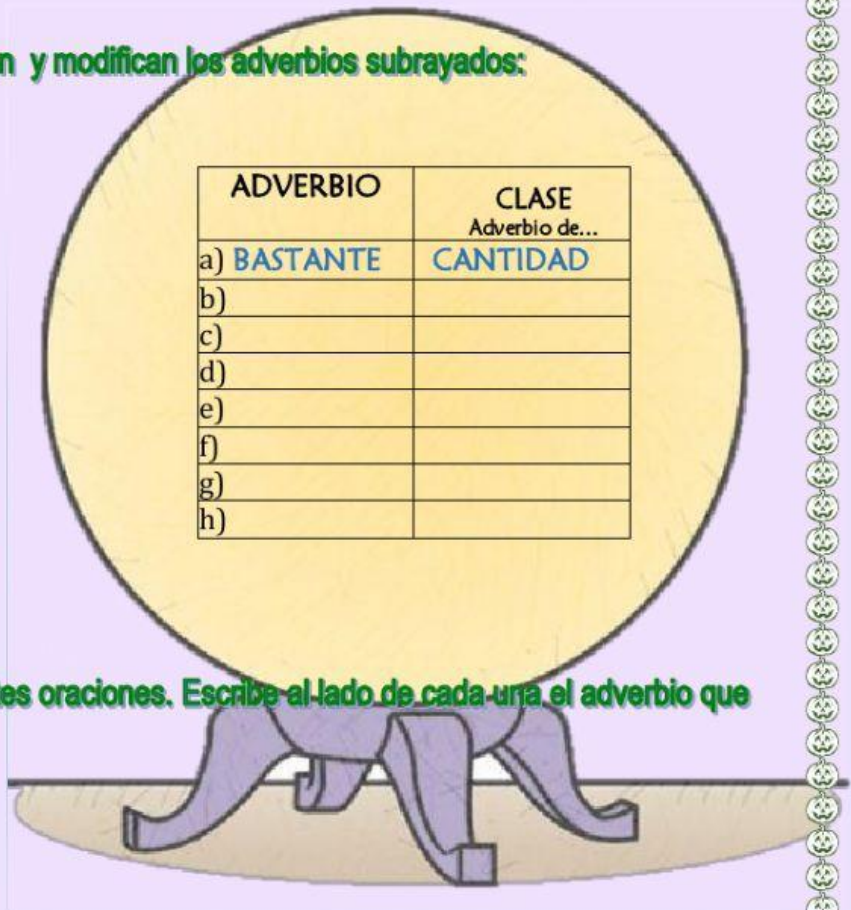 n y modifican los adverbios subrayados:
ADVERBIO CLASE
Adverbio de...
a) BASTANTE CANTIDAD
b)
c)
d)
e)
f)
g)
h)
es oraciones. Escribe al lado de cada una el adverbio que